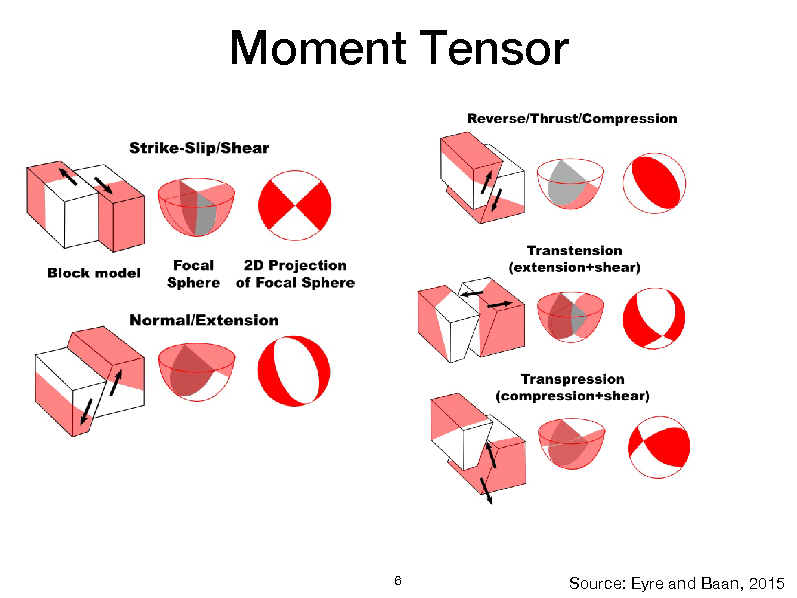 Moment Tensor
Strike-Slip/Shear
Block model
Focal
Sphere
2D Projection
of Focal Sphere
Normal/Extension
Reverse/Thrust/Compression
Transtension
(extension+shear)
Transpression
(compression+shear)
6
Source: Eyre and Baan, 2015